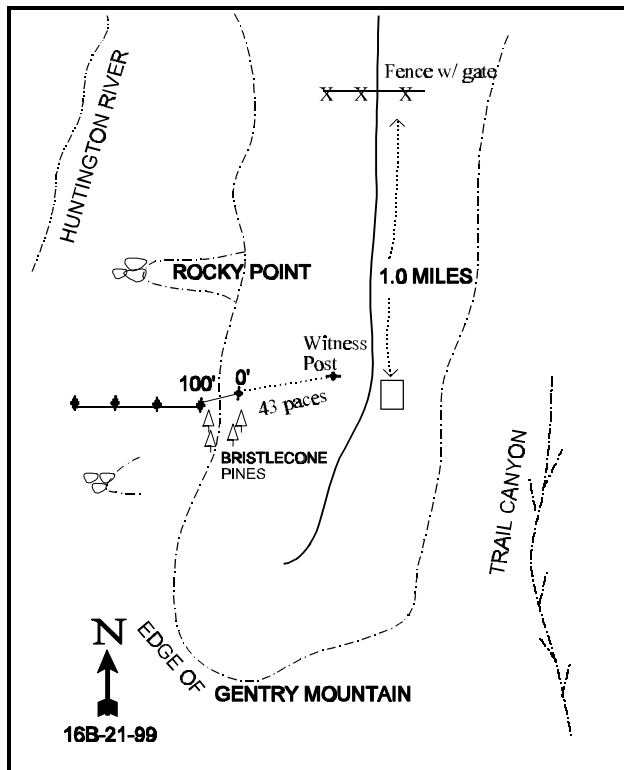 Fence w/ gate
X X X
HUNTINGTON RIVER
ROCKY POINT
1.0 MILES
Witness
Post
100'
0'
43 paces
BRISTLECONE
PINES
TRAIL CANYON
N
EDGE OF
GENTRY MOUNTAIN
16B-21-99